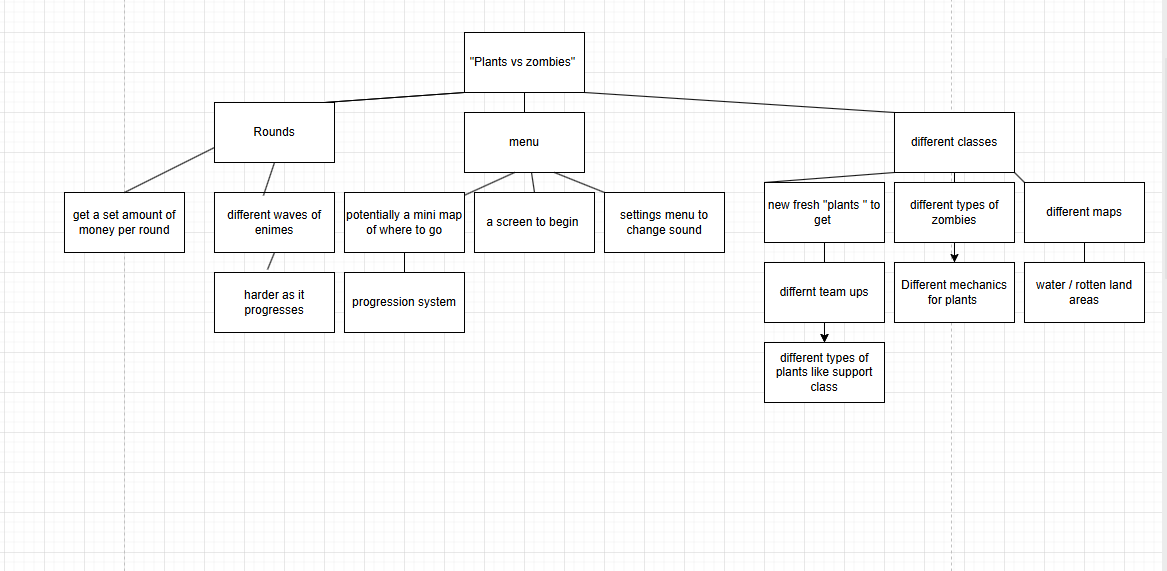 "Plants vs zombies"
Rounds
menu
different classes
get a set amount of
money per round
different waves of
enimes
potentially a mini map
of where to go
a screen to begin
settings menu to
change sound
new fresh "plants " to
get
different types of
zombies
different maps
harder as it
progresses
progression system
differnt team ups
Different mechanics
for plants
water / rotten land
areas
different types of
plants like support
class